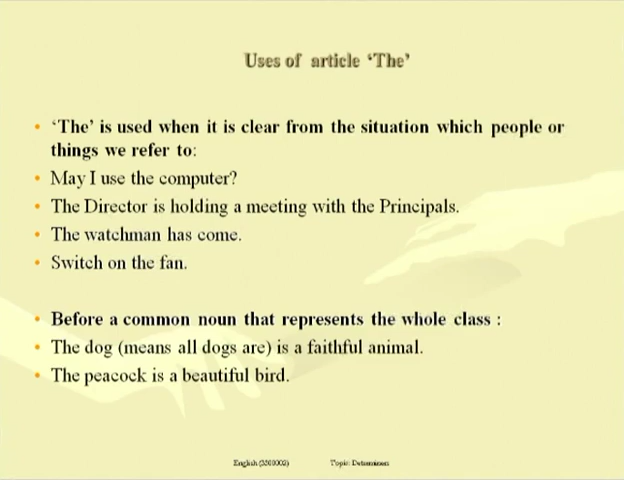 Uses of article ‘The’
• ‘The’ is used when it is clear from the situation which people or
things we refer to:
• May I use the computer?
• The Director is holding a meeting with the Principals.
• The watchman has come.
• Switch on the fan.
• Before a common noun that represents the whole class :
• The dog (means all dogs are) is a faithful animal.
• The peacock is a beautiful bird.
English Topic: Determiners